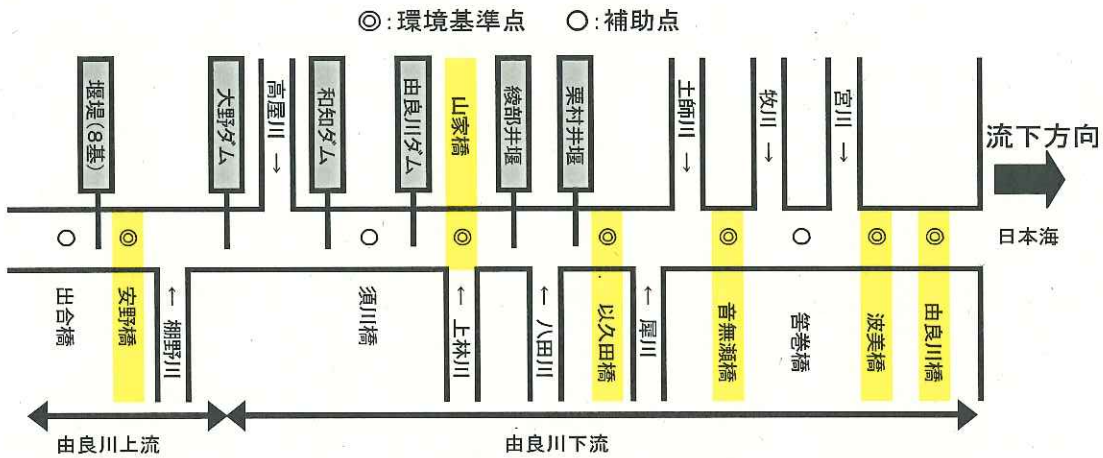 ◎:環境基準点　○:補助点
堰堤(8基)
大野ダム
高屋川→
和知ダム
由良川ダム
山家橋
綾部井堰
栗村井堰
土師川→
牧川→
宮川→
流下方向
日本海
出合橋
安野橋
←棚野川
須川橋
←上林川
←八田川
以久田橋
←犀川
音無瀬橋
筈巻橋
波美橋
由良川橋
由良川上流
由良川下流